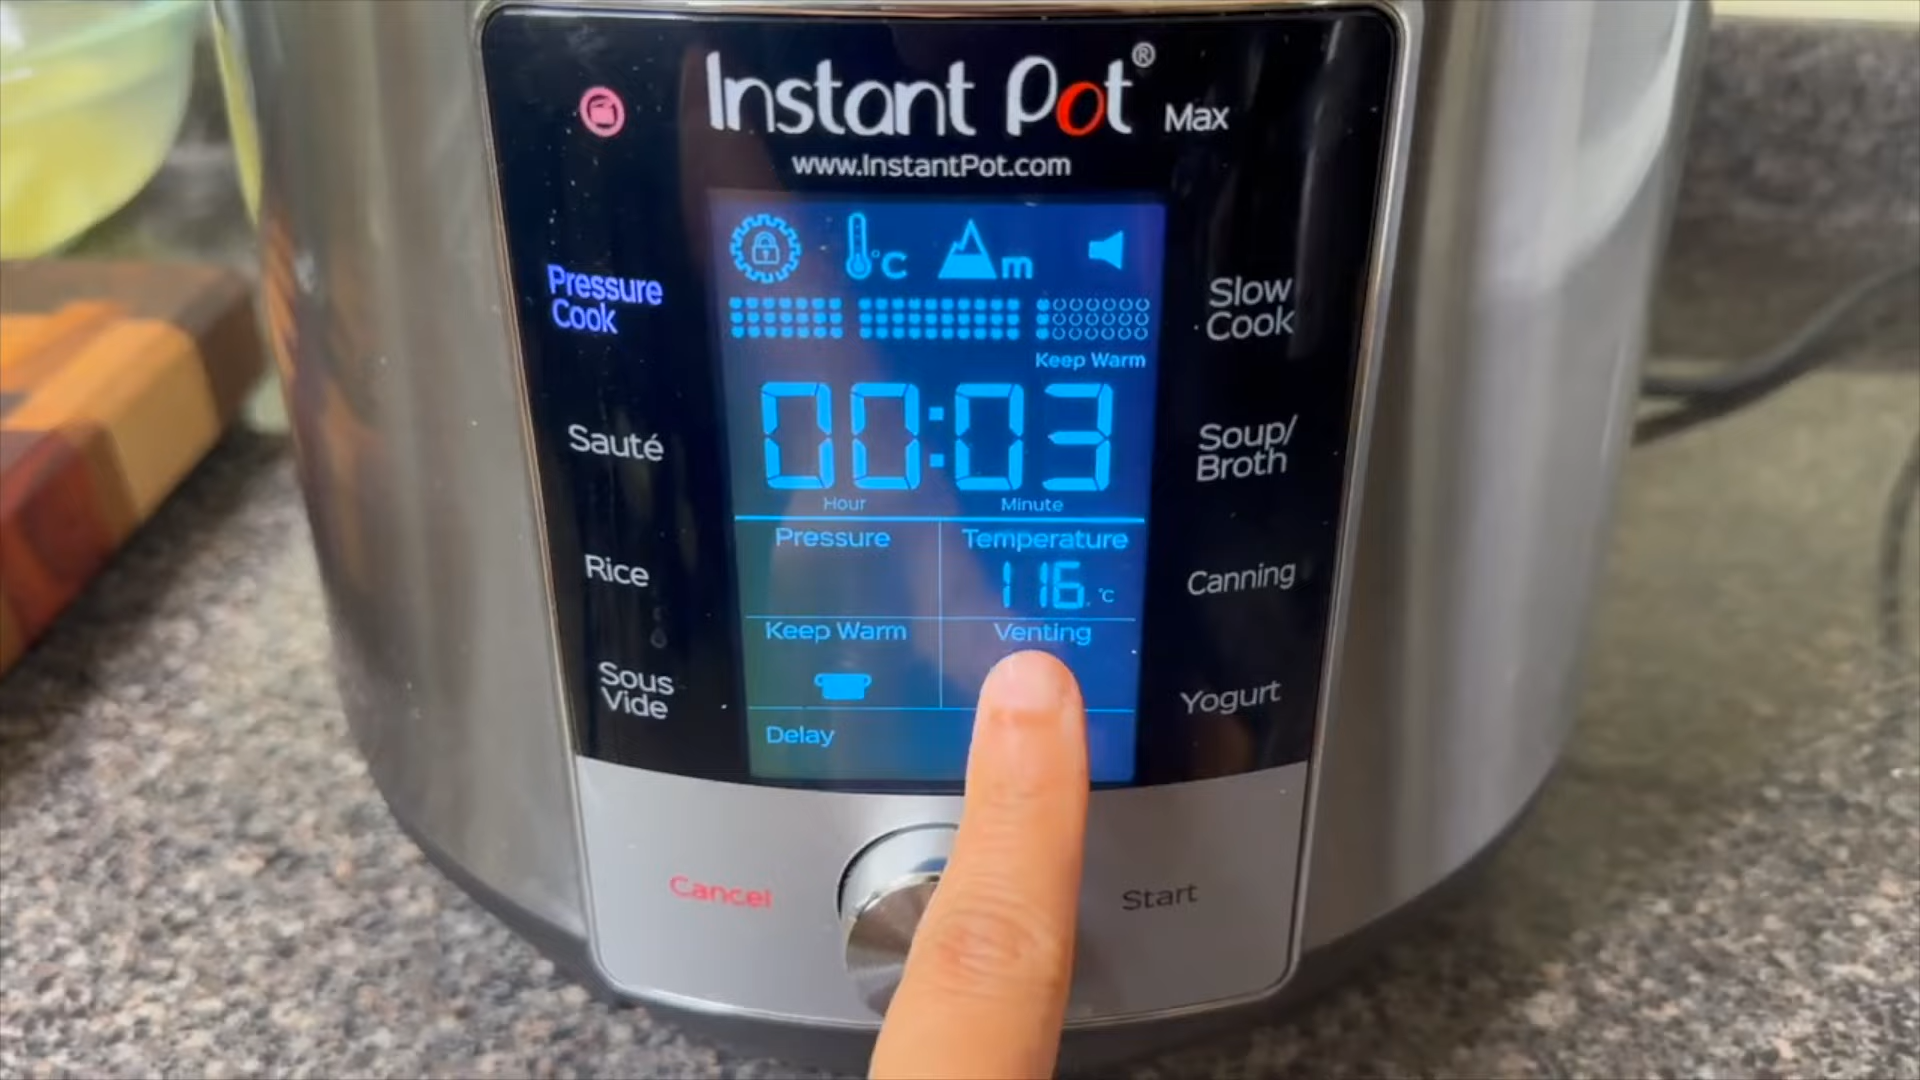 Instant Pot® Max
www.InstantPot.com
°C
m
Pressure
Cook
Sauté
Rice
Sous
Vide
Keep Warm
00:03
Hour Minute
Pressure Temperature
116 °C
Keep Warm Venting
Delay
Slow
Cook
Soup/
Broth
Canning
Yogurt
Cancel Start